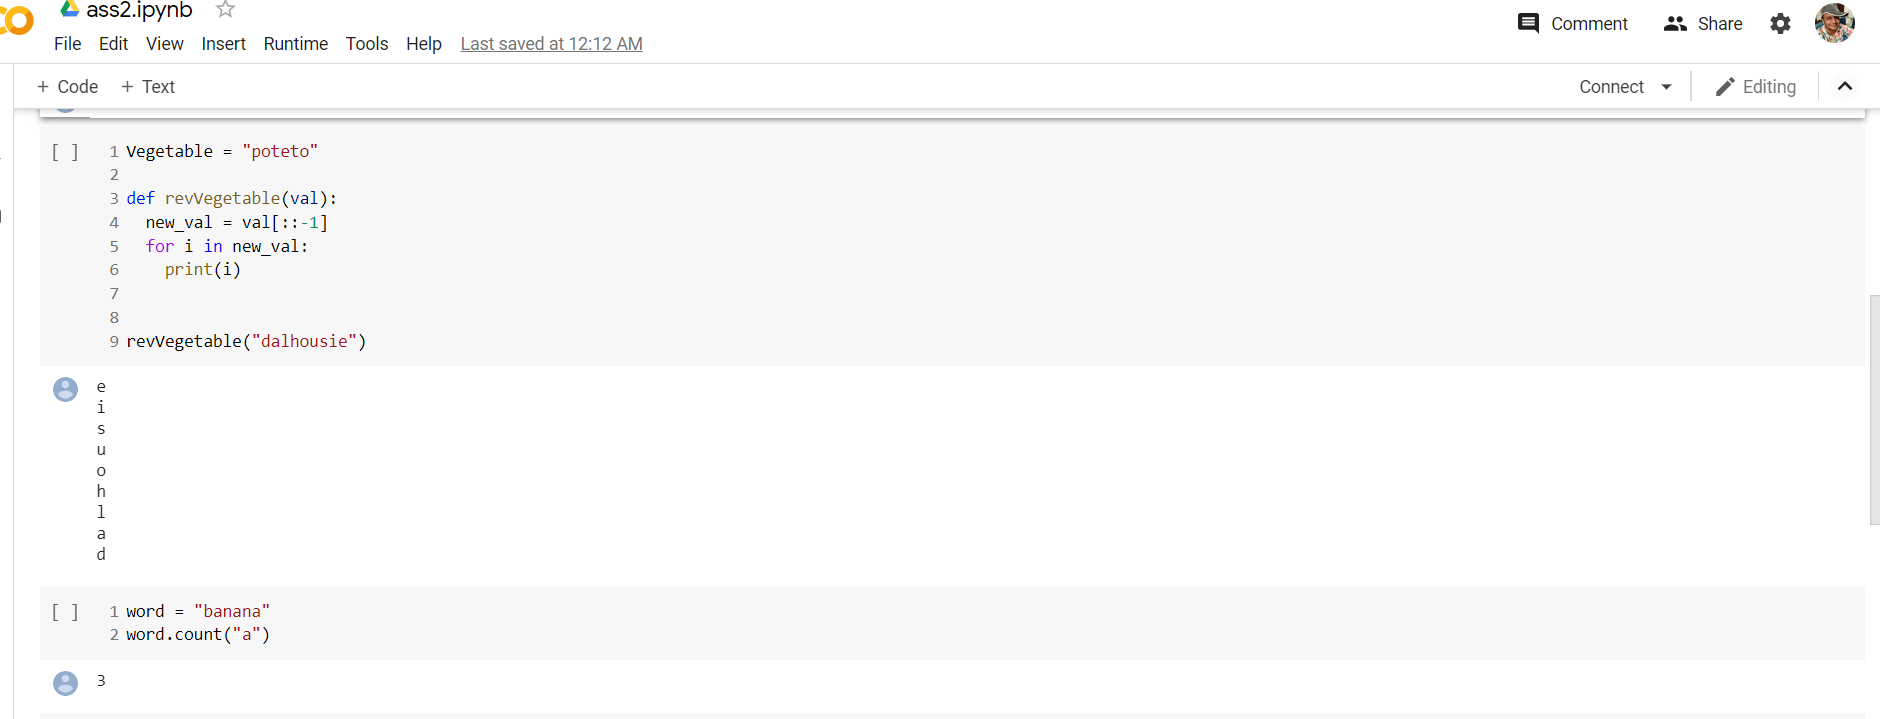 ass2.ipynb
Comment Share
File Edit View Insert Runtime Tools Help Last saved at 12:12 AM
+ Code + Text Connect Editing
[ ] 1 Vegetable = "poteto"
2
3 def revVegetable(val):
4 new_val = val[::-1]
5 for i in new_val:
6 print(i)
7
8
9 revVegetable("dalhousie")
e
i
s
u
o
h
l
a
d
[ ] 1 word = "banana"
2 word.count("a")
3